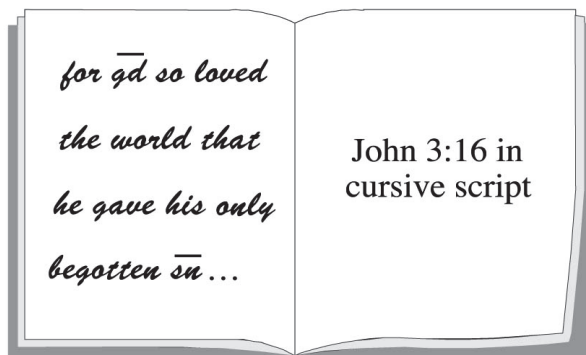 for g̅d̅ so loved
the world that
he gave his only
begotten s̅n̅...
John 3:16 in
cursive script